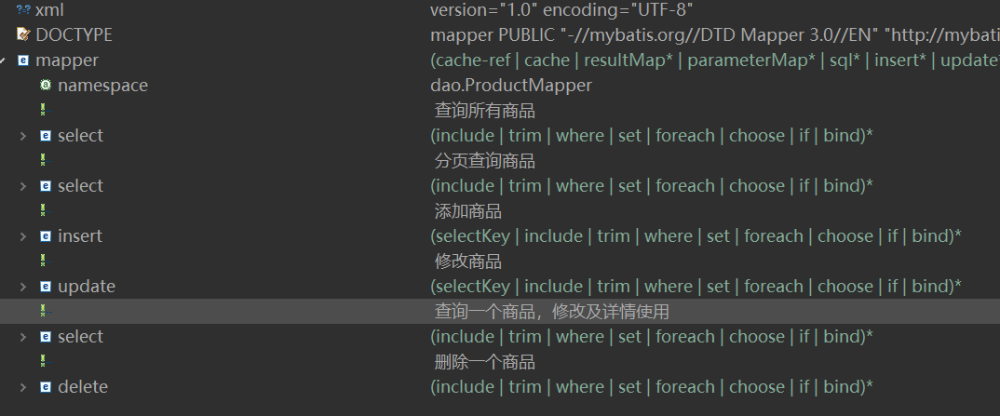 xml version="1.0" encoding="UTF-8"
DOCTYPE mapper PUBLIC "-//mybatis.org//DTD Mapper 3.0//EN" "http://mybati
mapper (cache-ref | cache | resultMap* | parameterMap* | sql* | insert* | update*
namespace dao.ProductMapper
查询所有商品
select (include | trim | where | set | foreach | choose | if | bind)*
分页查询商品
select (include | trim | where | set | foreach | choose | if | bind)*
添加商品
insert (selectKey | include | trim | where | set | foreach | choose | if | bind)*
修改商品
update (selectKey | include | trim | where | set | foreach | choose | if | bind)*
查询一个商品，修改及详情使用
select (include | trim | where | set | foreach | choose | if | bind)*
删除一个商品
delete (include | trim | where | set | foreach | choose | if | bind)*